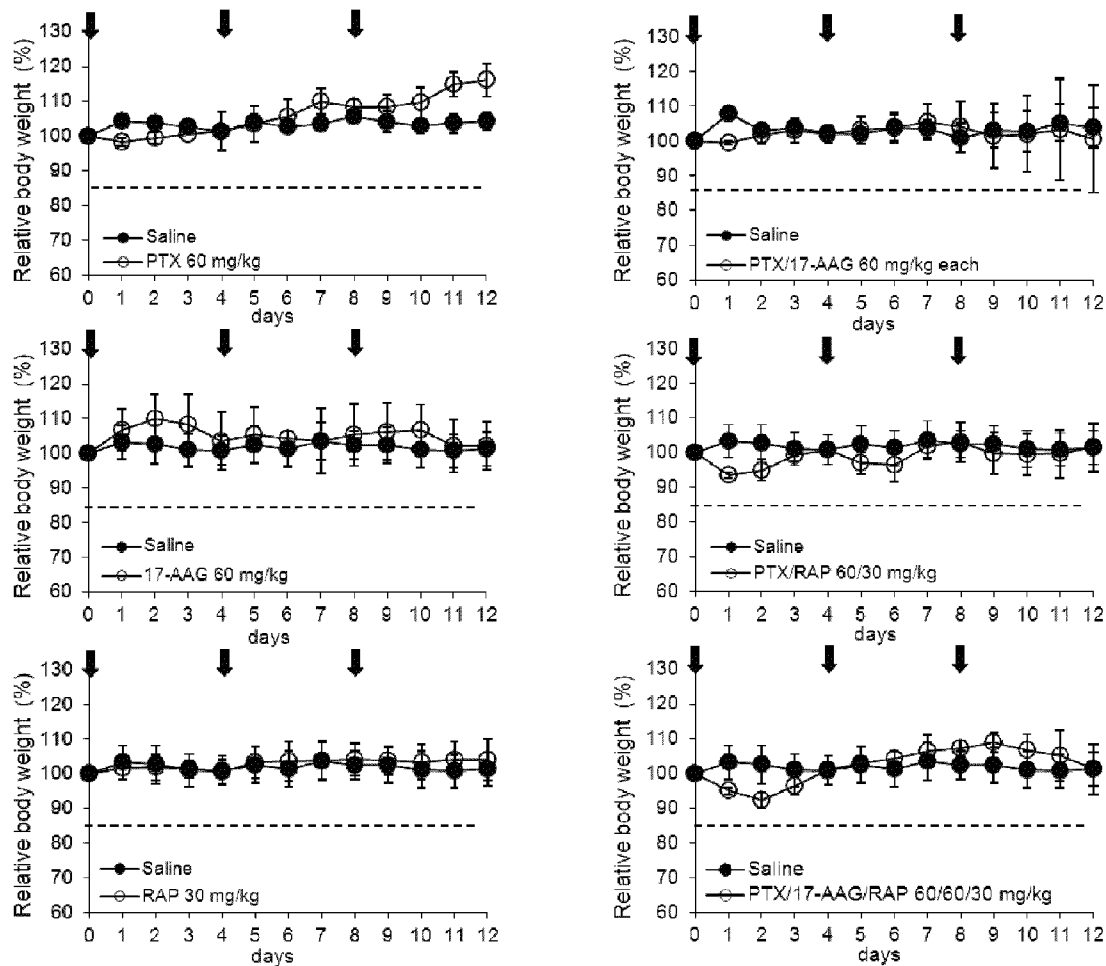 Relative body weight (%)
130
120
110
100
90
80
70
60
Saline
PTX 60 mg/kg
0 1 2 3 4 5 6 7 8 9 10 11 12
days
Relative body weight (%)
130
120
110
100
90
80
70
60
Saline
PTX/17-AAG 60 mg/kg each
0 1 2 3 4 5 6 7 8 9 10 11 12
days
Relative body weight (%)
130
120
110
100
90
80
70
60
Saline
17-AAG 60 mg/kg
0 1 2 3 4 5 6 7 8 9 10 11 12
days
Relative body weight (%)
130
120
110
100
90
80
70
60
Saline
PTX/RAP 60/30 mg/kg
0 1 2 3 4 5 6 7 8 9 10 11 12
days
Relative body weight (%)
130
120
110
100
90
80
70
60
Saline
RAP 30 mg/kg
0 1 2 3 4 5 6 7 8 9 10 11 12
days
Relative body weight (%)
130
120
110
100
90
80
70
60
Saline
PTX/17-AAG/RAP 60/60/30 mg/kg
0 1 2 3 4 5 6 7 8 9 10 11 12
days